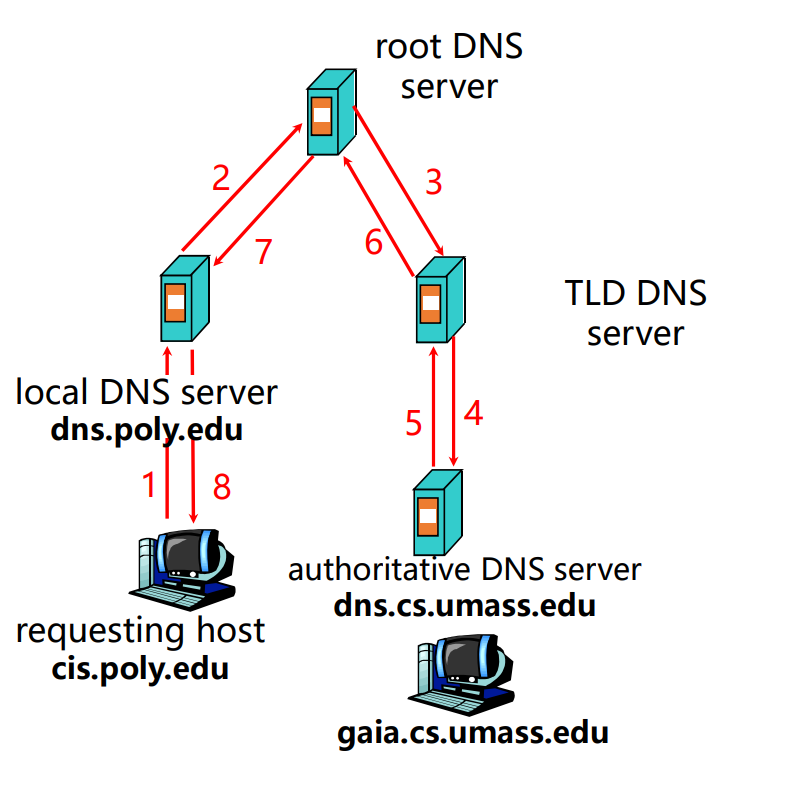 root DNS
server
2
3
7
6
TLD DNS
server
local DNS server
dns.poly.edu
5
4
1
8
authoritative DNS server
dns.cs.umass.edu
requesting host
cis.poly.edu
gaia.cs.umass.edu